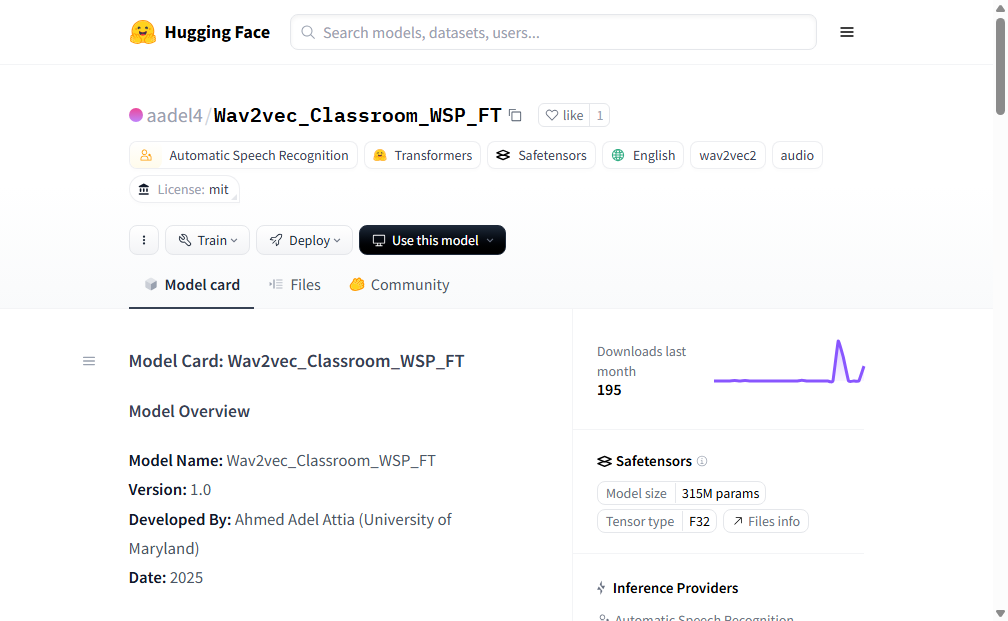 Hugging Face
Search models, datasets, users...
aadel4/Wav2vec_Classroom_WSP_FT
like 1
Automatic Speech Recognition
Transformers
Safetensors
English
wav2vec2
audio
License: mit
Train
Deploy
Use this model
Model card
Files
Community
Model Card: Wav2vec_Classroom_WSP_FT
Model Overview
Model Name: Wav2vec_Classroom_WSP_FT
Version: 1.0
Developed By: Ahmed Adel Attia (University of
Maryland)
Date: 2025
Downloads last
month
195
Safetensors
Model size 315M params
Tensor type F32
Files info
Inference Providers
Automatic Speech Recognition